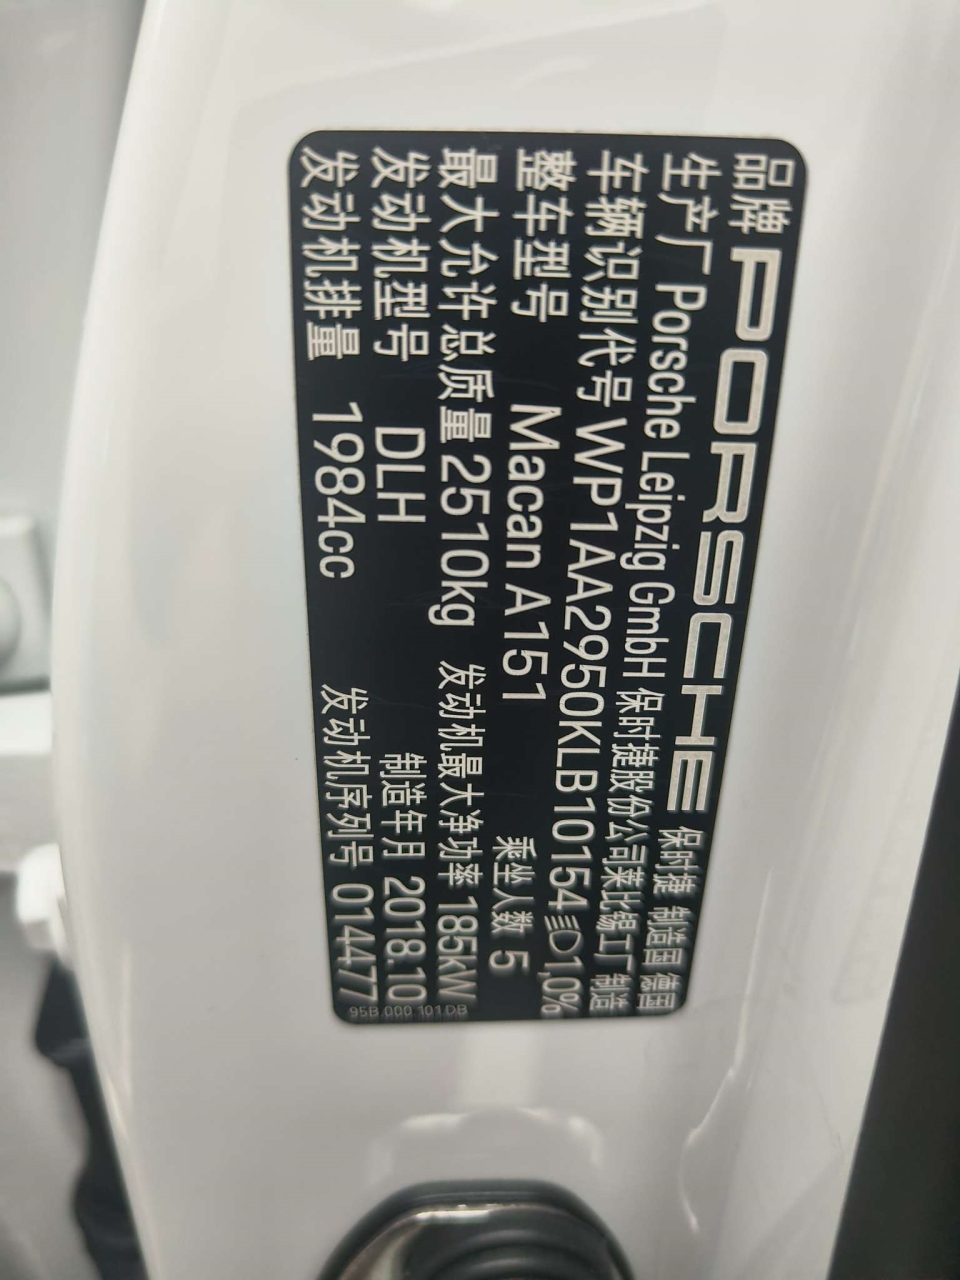 品牌 PORSCHE 保时捷 制造国 德国
生产厂 Porsche Leipzig GmbH 保时捷股份公司莱比锡工厂 制造
车辆识别代号 WP1AA2950KLB10154 1,0%
整车型号 Macan A151 乘坐人数 5
最大允许总质量 2510kg 发动机最大净功率 185kW
发动机型号 DLH 制造年月 2018.10
发动机排量 1984cc 发动机序列号 014477
95B.000.101.DB